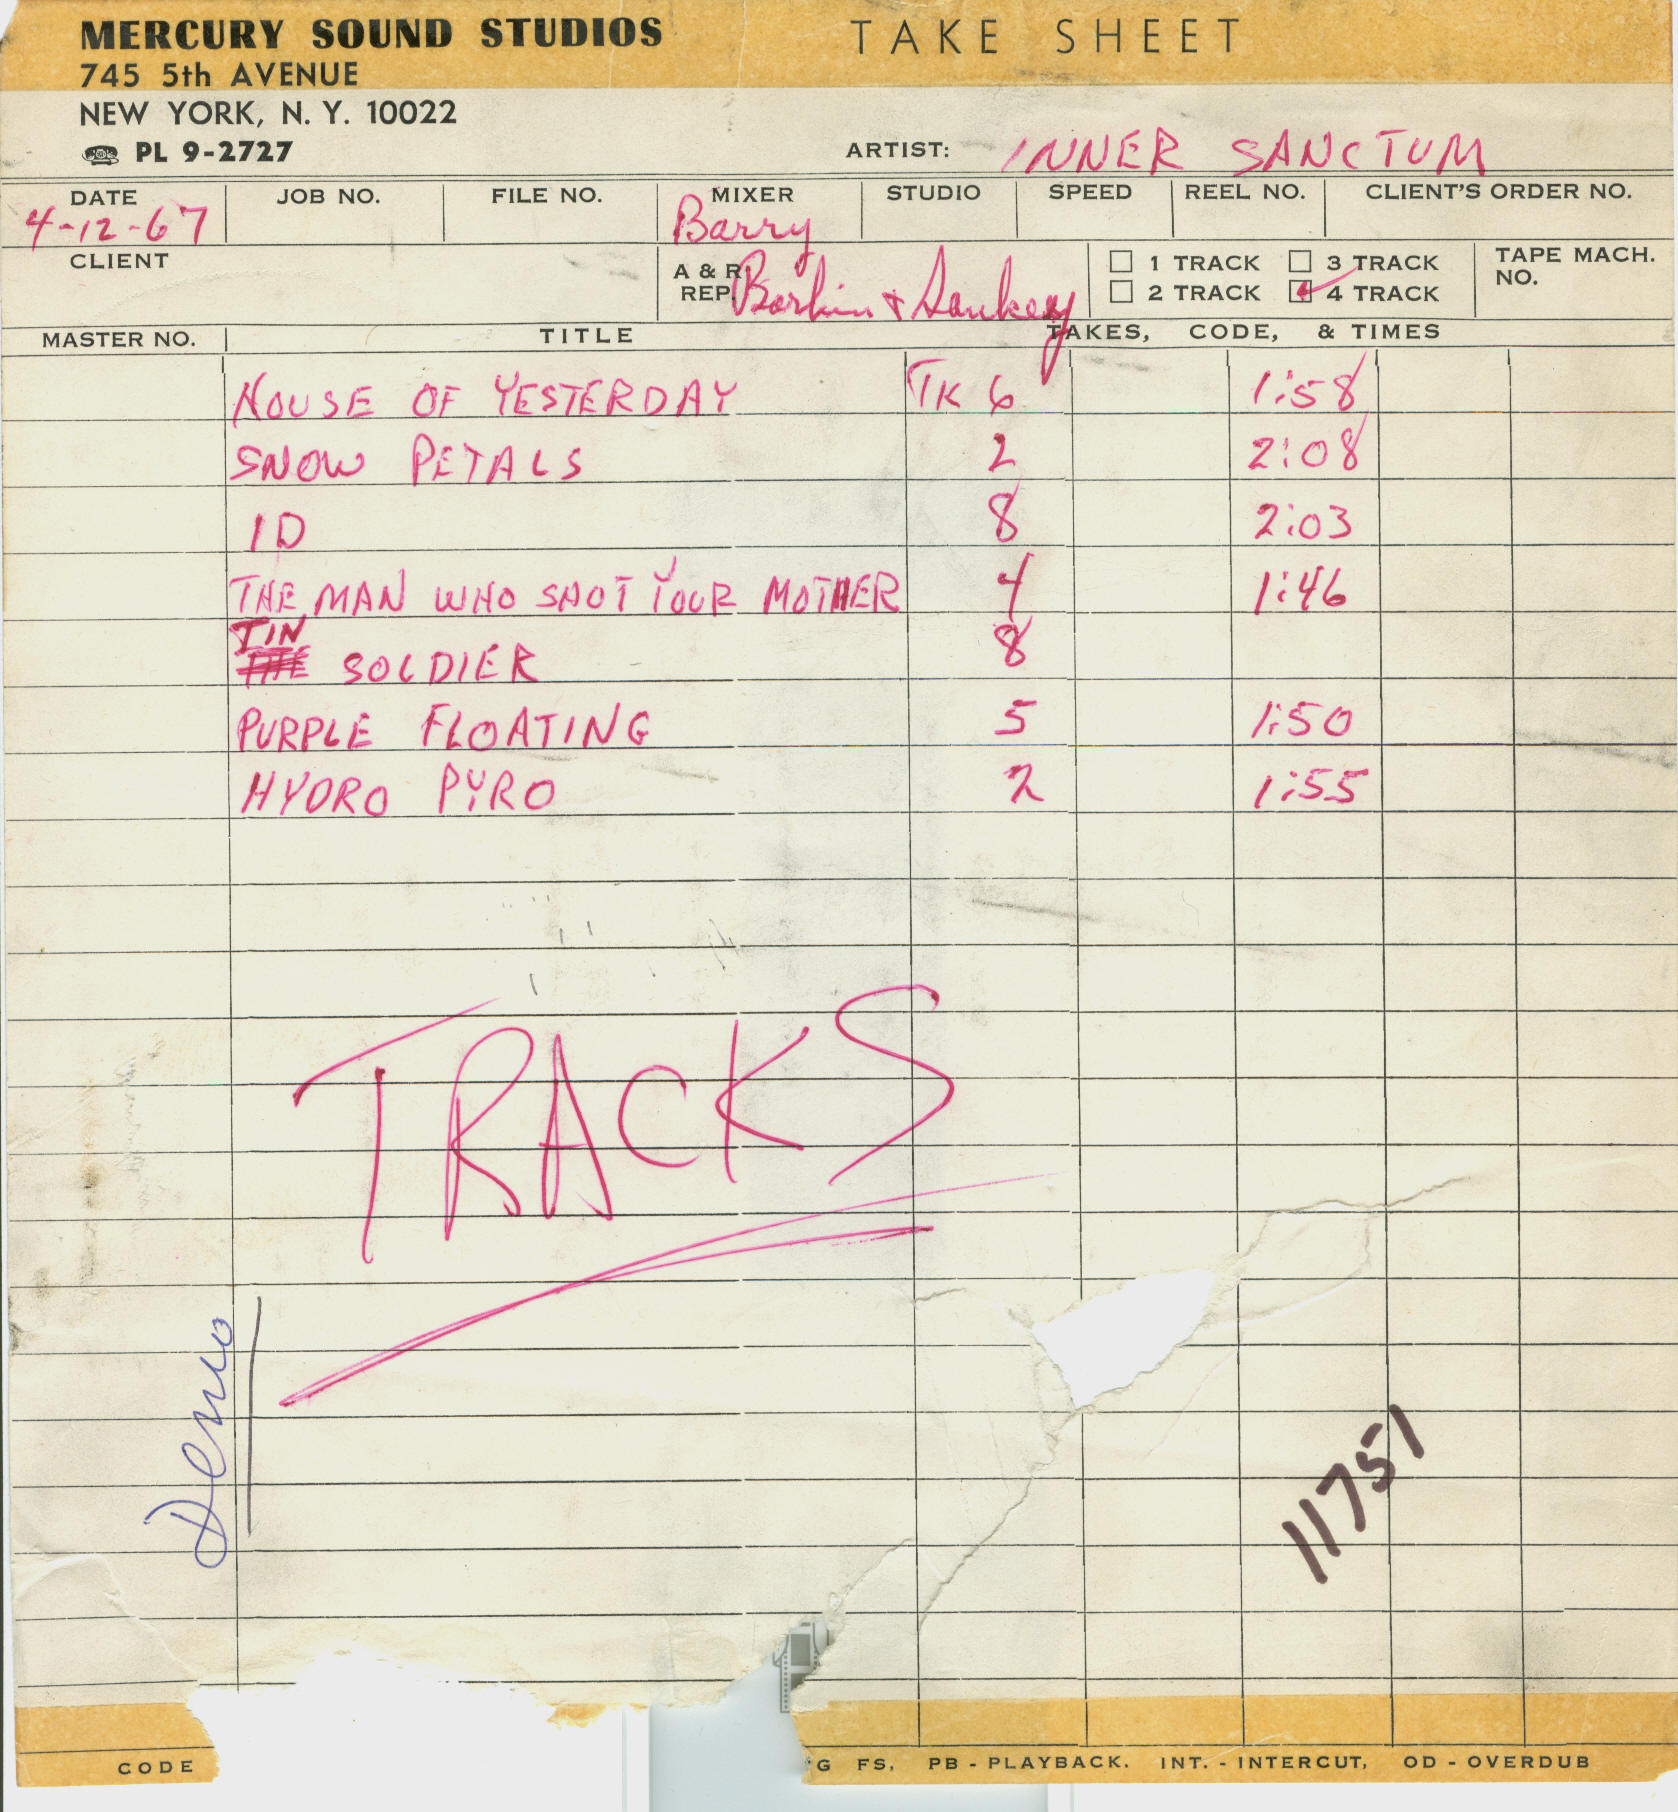 MERCURY SOUND STUDIOS TAKE SHEET
745 5th AVENUE
NEW YORK, N. Y. 10022
PL 9-2727 ARTIST: INNER SANCTUM
DATE JOB NO. FILE NO. MIXER STUDIO SPEED REEL NO. CLIENT'S ORDER NO.
4-12-67 Barry
CLIENT A & R REP. Barkin + Sankey 1 TRACK 3 TRACK TAPE MACH. NO.
2 TRACK 4 TRACK
MASTER NO. TITLE TAKES, CODE, & TIMES
HOUSE OF YESTERDAY TK 6 1:58
SNOW PETALS 2 2:08
ID 8 2:03
THE MAN WHO SHOT YOUR MOTHER 4 1:46
TIN THE SOLDIER 8
PURPLE FLOATING 5 1:50
HYDRO PYRO 2 1:55
TRACKS
Demo
11751
CODE G FS, PB - PLAYBACK. INT. - INTERCUT, OD - OVERDUB